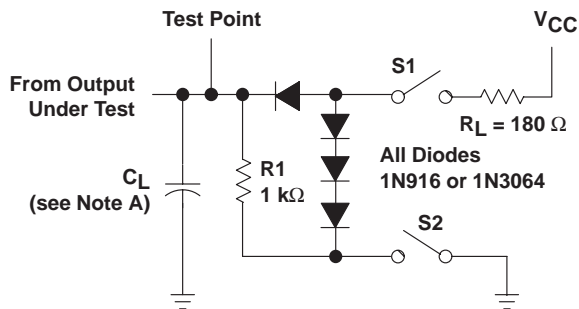 Test Point
VCC
S1
From Output
Under Test
RL = 180 Ω
R1
1 kΩ
All Diodes
1N916 or 1N3064
CL
(see Note A)
S2